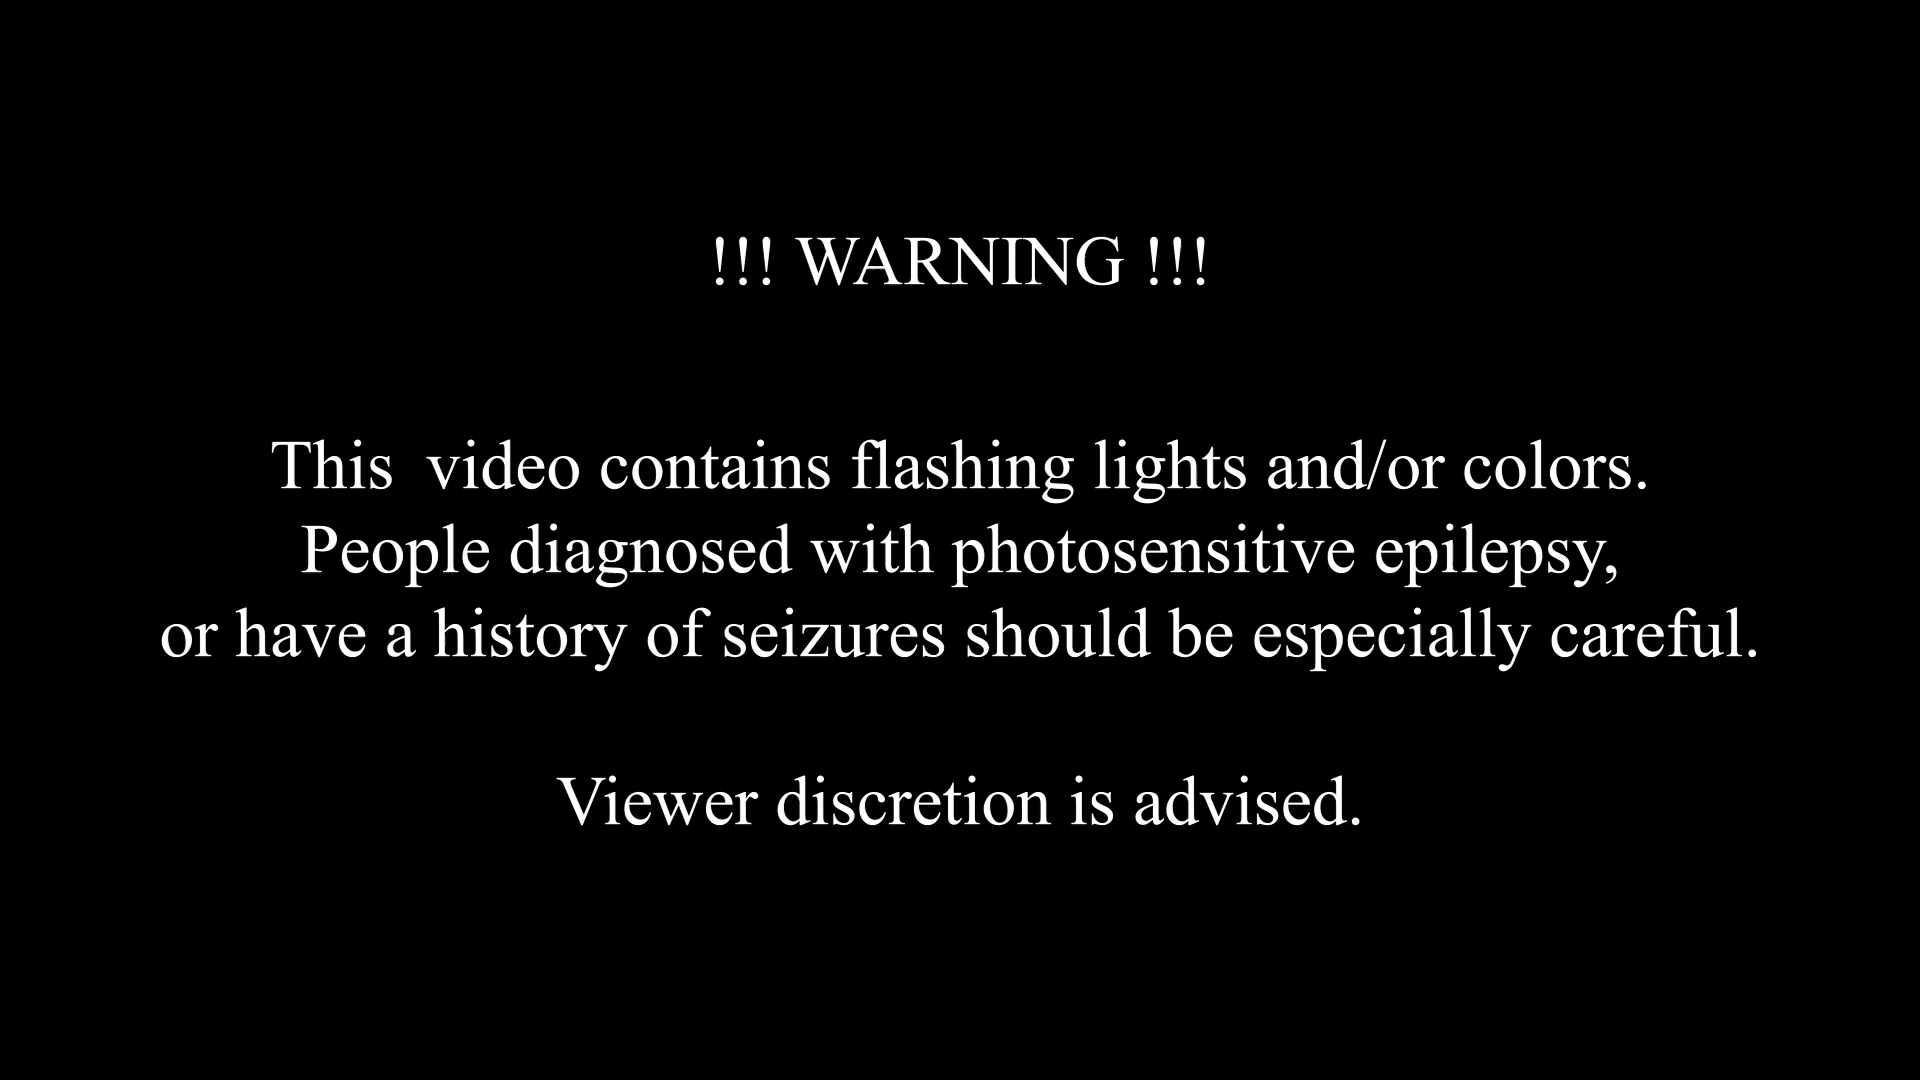 !!! WARNING !!!
This  video contains flashing lights and/or colors.
People diagnosed with photosensitive epilepsy,
or have a history of seizures should be especially careful.
Viewer discretion is advised.